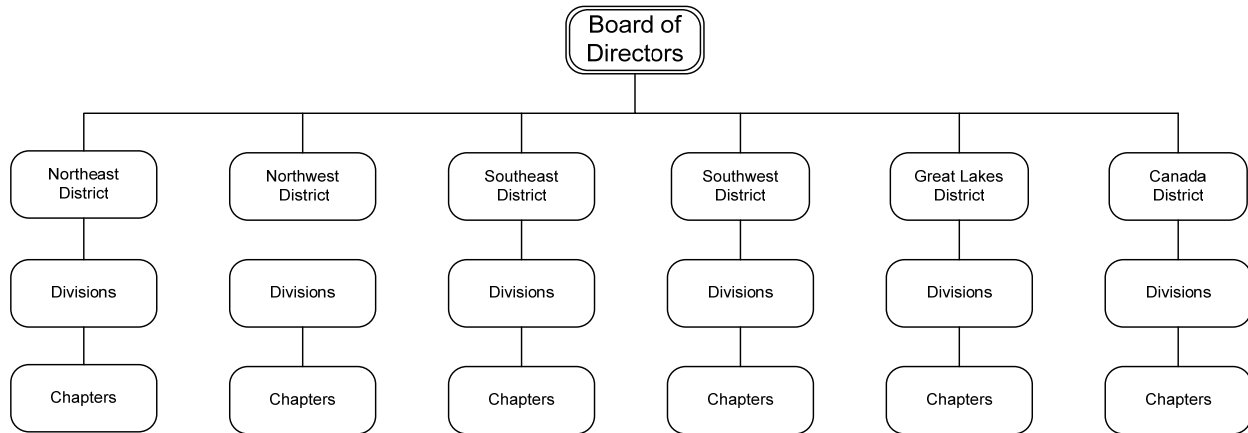 Board of
Directors
Northeast
District
Northwest
District
Southeast
District
Southwest
District
Great Lakes
District
Canada
District
Divisions
Divisions
Divisions
Divisions
Divisions
Divisions
Chapters
Chapters
Chapters
Chapters
Chapters
Chapters